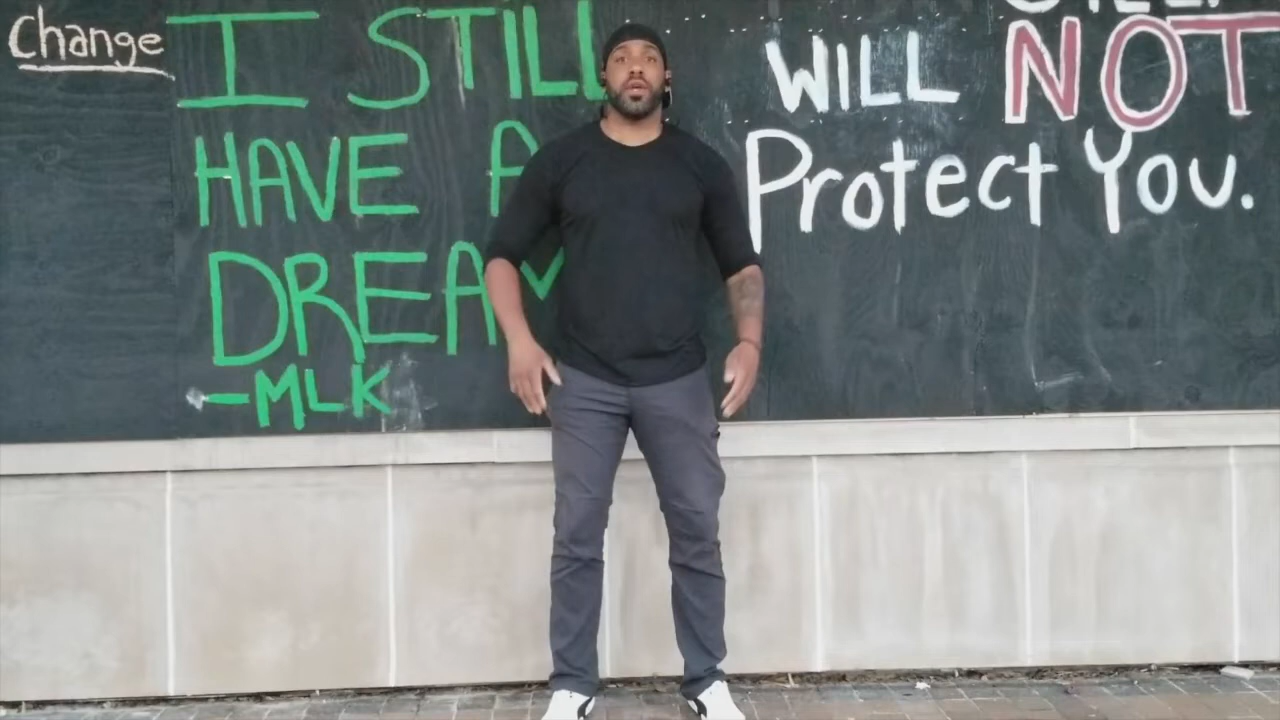 Change
I STILL
HAVE A
DREAM
-MLK
WILL NOT
Protect You.